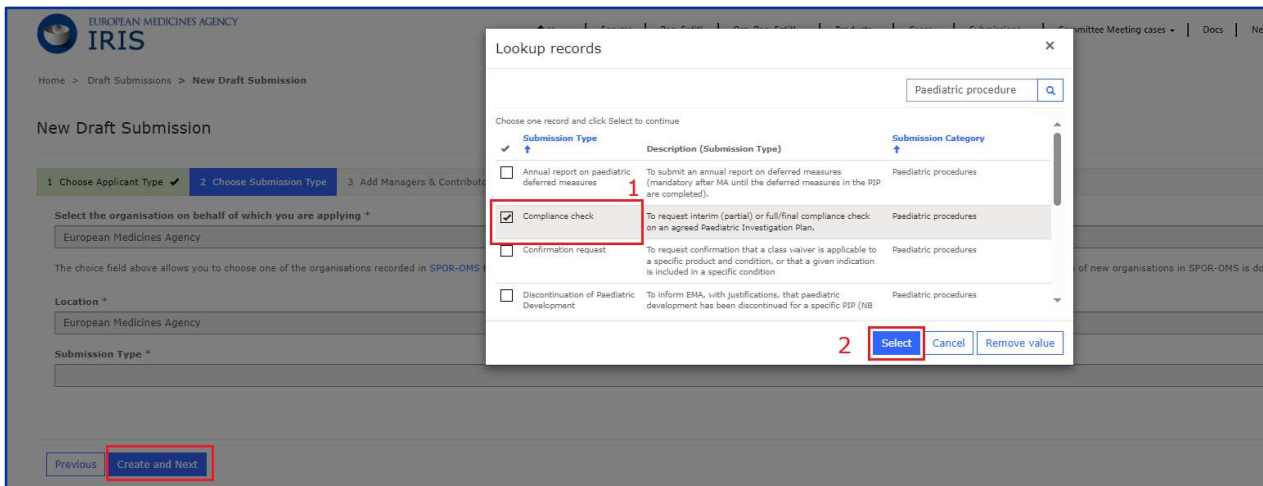 EUROPEAN MEDICINES AGENCY
IRIS
Committee Meeting cases
Docs
Home > Draft Submissions > New Draft Submission
New Draft Submission
1 Choose Applicant Type
2 Choose Submission Type
3 Add Managers &
Select the organisation on behalf of which you are applying *
European Medicines Agency
The choice field above allows you to choose one of the organisations recorded in SPOR-OMS
of new organisations in SPOR-OMS is
Location *
European Medicines Agency
Submission Type *
Previous
Create and Next
Lookup records
×
Paediatric procedure
Choose one record and click Select to continue
Submission Type
Description (Submission Type)
Submission Category
Annual report on paediatric
deferred measures
To submit an annual report on deferred measures
(mandatory after MA until the deferred measures in the PIP
are completed).
Paediatric procedures
1
Compliance check
To request interim (partial) or full/final compliance check
on an agreed Paediatric Investigation Plan.
Paediatric procedures
Confirmation request
To request confirmation that a class waiver is applicable to
a specific product and condition, or that a given indication
is included in a specific condition
Paediatric procedures
Discontinuation of Paediatric
Development
To inform EMA, with justifications, that paediatric
development has been discontinued for a specific PIP (NB
Paediatric procedures
2
Select
Cancel
Remove value